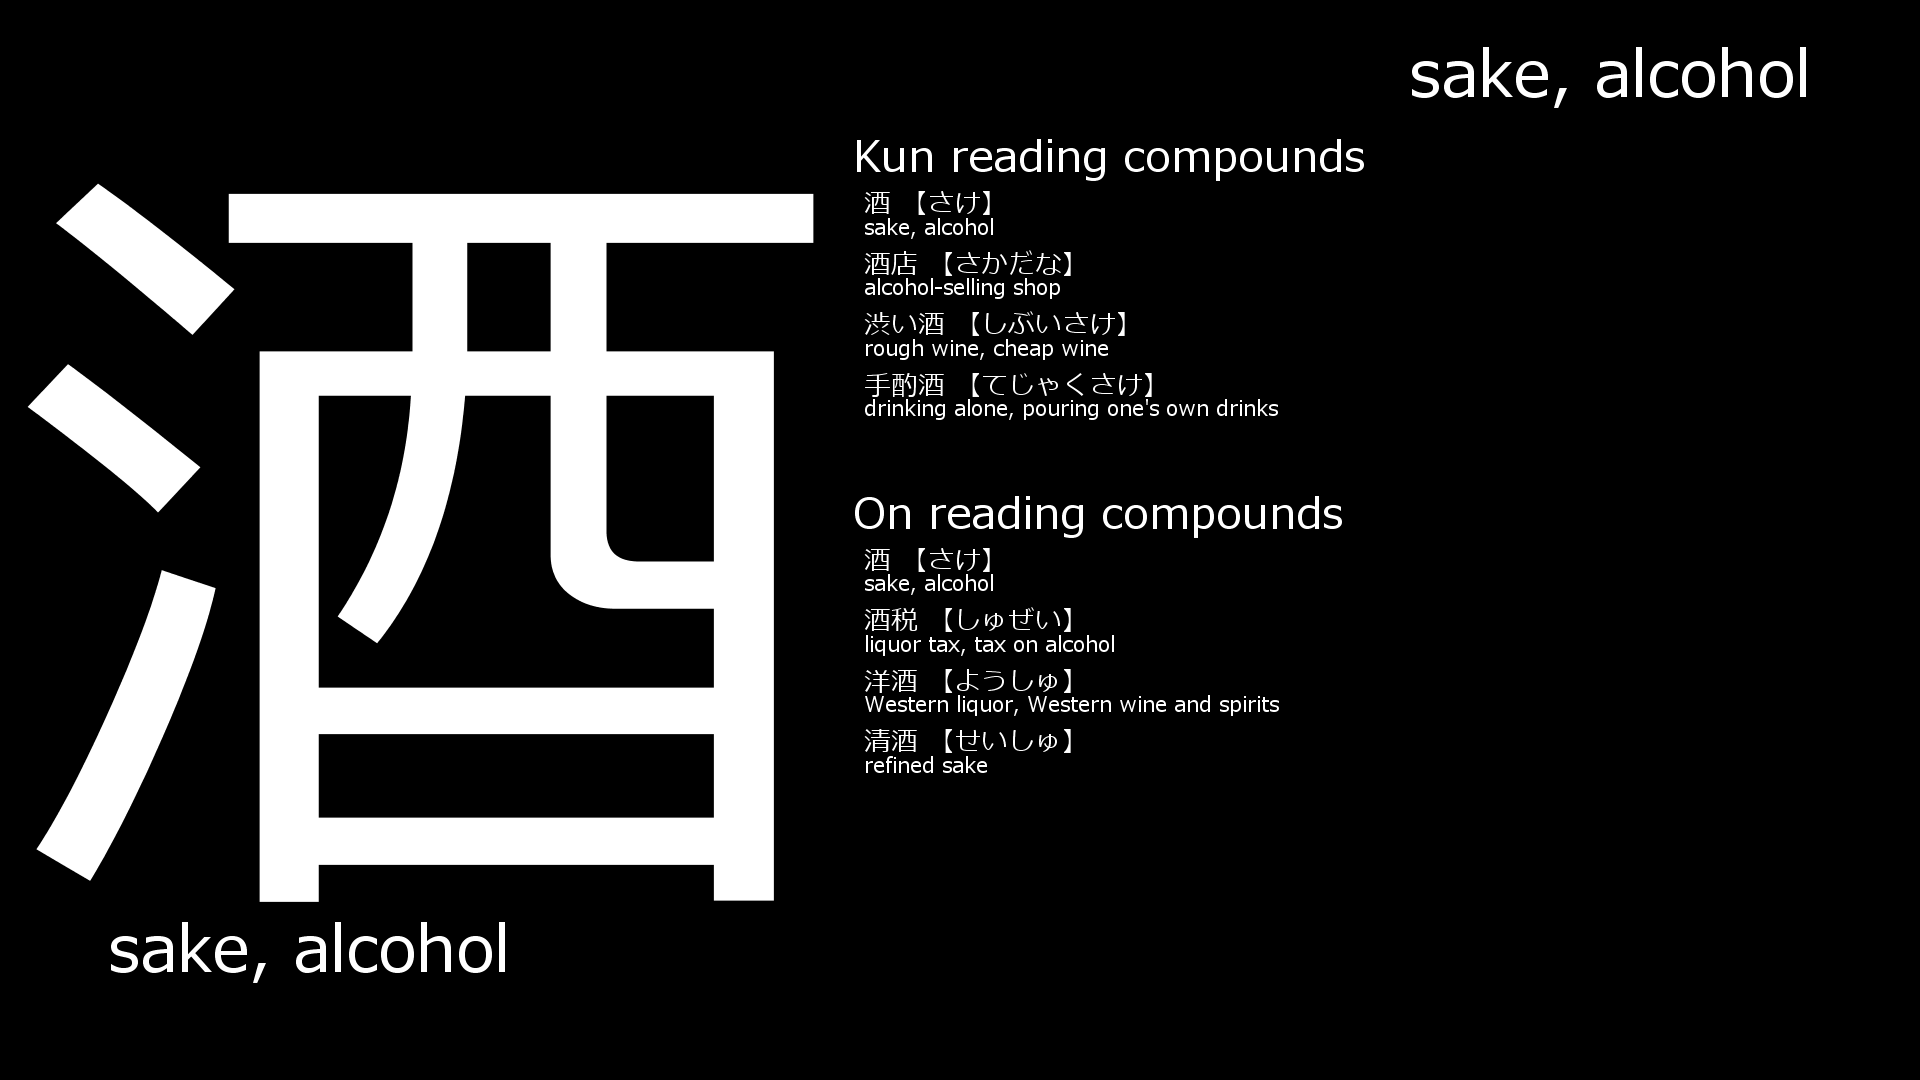 sake, alcohol
酒
sake, alcohol
Kun reading compounds
酒 【さけ】
sake, alcohol
酒店 【さかだな】
alcohol-selling shop
渋い酒 【しぶいさけ】
rough wine, cheap wine
手酌酒 【てじゃくさけ】
drinking alone, pouring one's own drinks
On reading compounds
酒 【さけ】
sake, alcohol
酒税 【しゅぜい】
liquor tax, tax on alcohol
洋酒 【ようしゅ】
Western liquor, Western wine and spirits
清酒 【せいしゅ】
refined sake